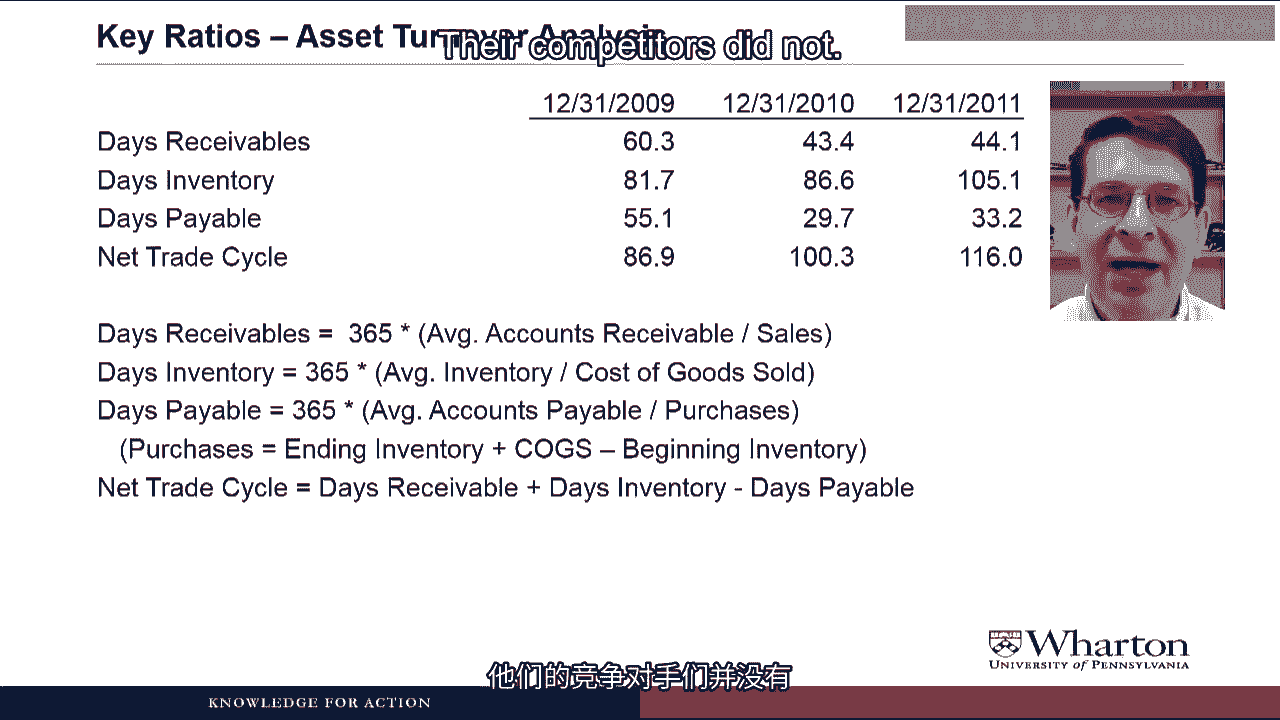 Key Ratios – Asset Turnover Analysis
Their competitors did not.
12/31/2009 12/31/2010 12/31/2011
Days Receivables 60.3 43.4 44.1
Days Inventory 81.7 86.6 105.1
Days Payable 55.1 29.7 33.2
Net Trade Cycle 86.9 100.3 116.0
Days Receivables = 365 * (Avg. Accounts Receivable / Sales)
Days Inventory = 365 * (Avg. Inventory / Cost of Goods Sold)
Days Payable = 365 * (Avg. Accounts Payable / Purchases)
(Purchases = Ending Inventory + COGS – Beginning Inventory)
Net Trade Cycle = Days Receivable + Days Inventory - Days Payable
Wharton
UNIVERSITY of PENNSYLVANIA
他们的竞争对手们并没有
KNOWLEDGE FOR ACTION